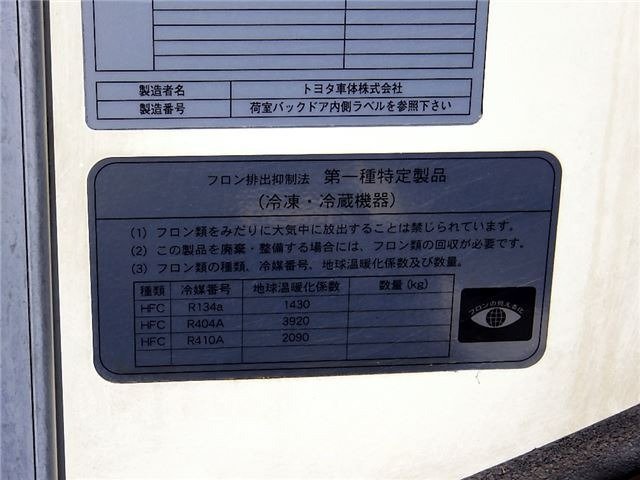 製造者名 トヨタ車体株式会社
製造番号 荷室バックドア内側ラベルを参照下さい
フロン排出抑制法 第一種特定製品
(冷凍・冷蔵機器)
(1) フロン類をみだりに大気中に放出することは禁じられています。
(2) この製品を廃棄・整備する場合には、フロン類の回収が必要です。
(3) フロン類の種類、冷媒番号、地球温暖化係数及び数量。
種類 冷媒番号 地球温暖化係数 数量(kg)
HFC R134a 1430
HFC R404A 3920
HFC R410A 2090
フロンの見える化